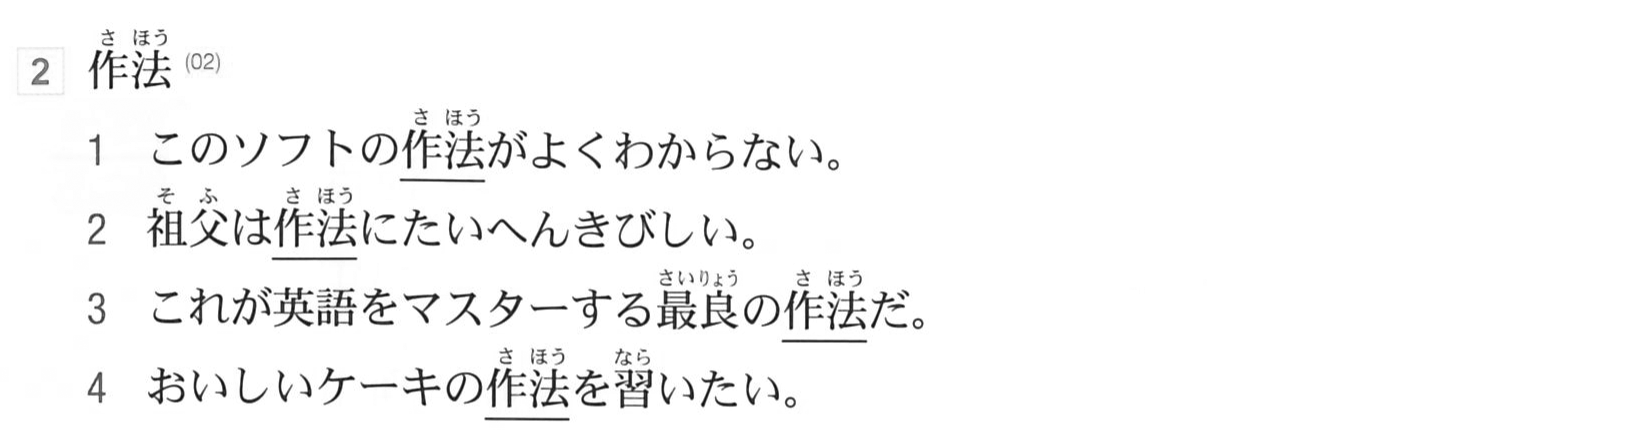 さ ほう
2 作法 (02)
さ ほう
1 このソフトの作法がよくわからない。
そ ふ さ ほう
2 祖父は作法にたいへんきびしい。
さいりょう さ ほう
3 これが英語をマスターする最良の作法だ。
さ ほう なら
4 おいしいケーキの作法を習いたい。